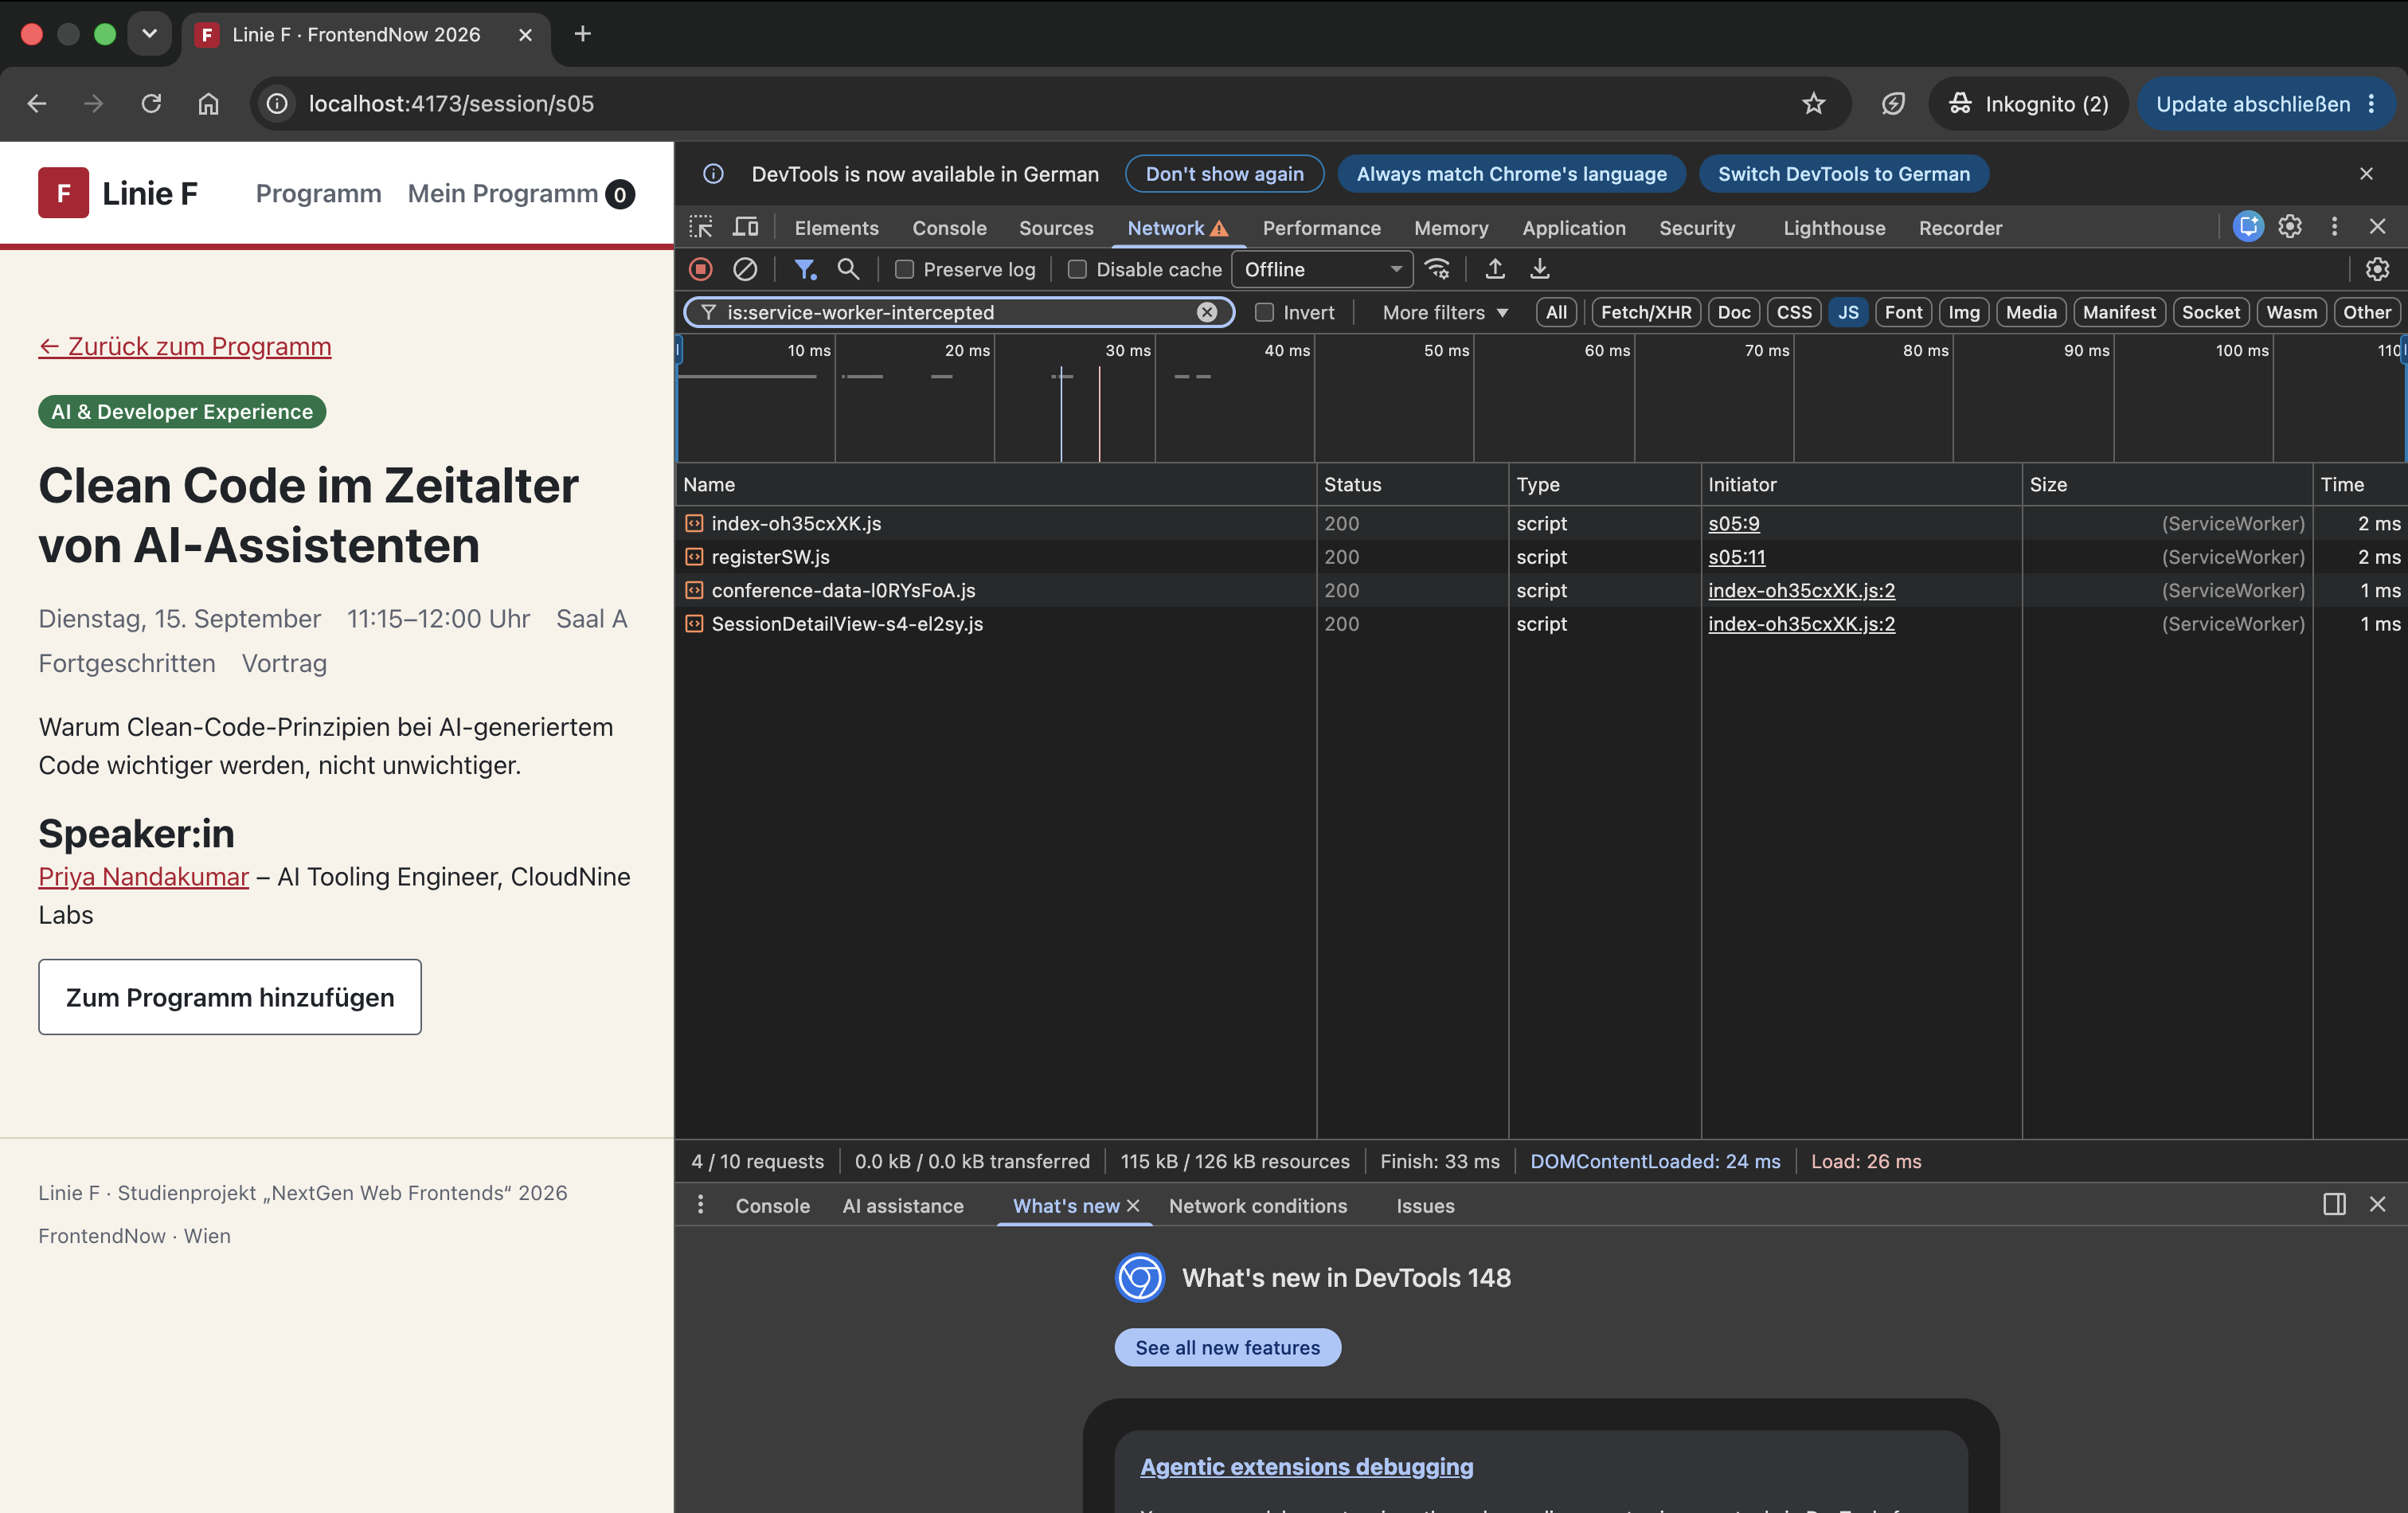 F Linie F · FrontendNow 2026
localhost:4173/session/s05
Inkognito (2)
Update abschließen
F Linie F Programm Mein Programm 0
← Zurück zum Programm
AI & Developer Experience
Clean Code im Zeitalter
von AI-Assistenten
Dienstag, 15. September 11:15–12:00 Uhr Saal A
Fortgeschritten Vortrag
Warum Clean-Code-Prinzipien bei AI-generiertem
Code wichtiger werden, nicht unwichtiger.
Speaker:in
Priya Nandakumar – AI Tooling Engineer, CloudNine
Labs
Zum Programm hinzufügen
Linie F · Studienprojekt „NextGen Web Frontends“ 2026
FrontendNow · Wien
DevTools is now available in German Don't show again Always match Chrome's language Switch DevTools to German
Elements Console Sources Network Performance Memory Application Security Lighthouse Recorder
Preserve log Disable cache Offline
is:service-worker-intercepted Invert More filters All Fetch/XHR Doc CSS JS Font Img Media Manifest Socket Wasm Other
10 ms 20 ms 30 ms 40 ms 50 ms 60 ms 70 ms 80 ms 90 ms 100 ms 110
Name Status Type Initiator Size Time
index-oh35cxXK.js 200 script s05:9 (ServiceWorker) 2 ms
registerSW.js 200 script s05:11 (ServiceWorker) 2 ms
conference-data-l0RYsFoA.js 200 script index-oh35cxXK.js:2 (ServiceWorker) 1 ms
SessionDetailView-s4-el2sy.js 200 script index-oh35cxXK.js:2 (ServiceWorker) 1 ms
4 / 10 requests 0.0 kB / 0.0 kB transferred 115 kB / 126 kB resources Finish: 33 ms DOMContentLoaded: 24 ms Load: 26 ms
Console AI assistance What's new Network conditions Issues
What's new in DevTools 148
See all new features
Agentic extensions debugging